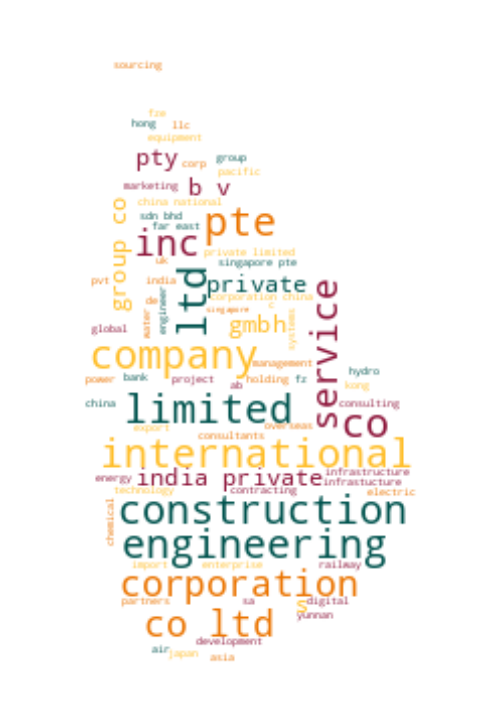 sourcing
fze
hong
llc
equipment
pty
corp
group
pacific
marketing
b v
china national
group co
sdn bhd
far east
pte
inc
private limited
uk
singapore pte
pvt
india
ltd
private
engineer
de
corporation china
c
water
singapore
gmbh
systems
service
global
company
management
hydro
power
bank
project
ab
holding
fz
kong
china
limited
consulting
co
export
overseas
consultants
international
energy
india private
infrastructure
infrastucture
technology
contracting
electric
chemical
construction
engineering
import
enterprise
railway
corporation
partners
sa
s
digital
yunnan
co ltd
development
air
japan
asia